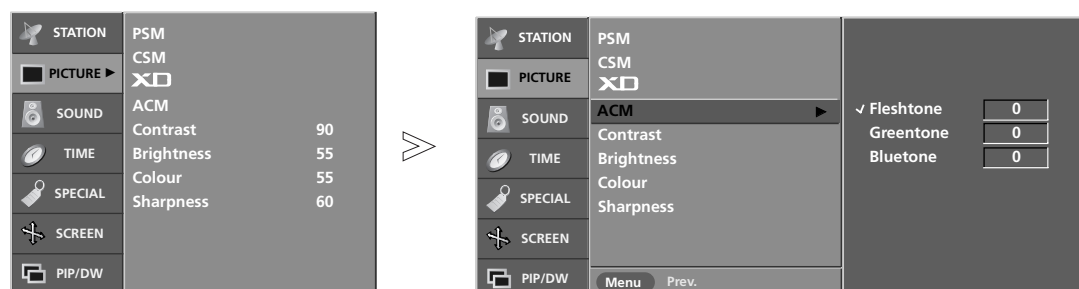 STATION
PICTURE ►
SOUND
TIME
SPECIAL
SCREEN
PIP/DW
PSM
CSM
XD
ACM
Contrast 90
Brightness 55
Colour 55
Sharpness 60
STATION
PICTURE
SOUND
TIME
SPECIAL
SCREEN
PIP/DW
PSM
CSM
XD
ACM ►
Contrast
Brightness
Colour
Sharpness
Menu Prev.
✓ Fleshtone 0
Greentone 0
Bluetone 0